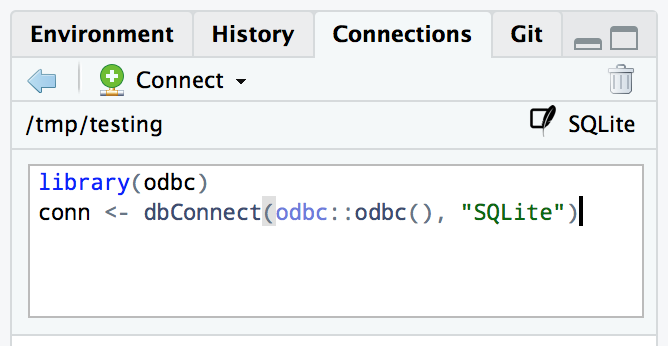 Environment History Connections Git
Connect
/tmp/testing SQLite
library(odbc)
conn <- dbConnect(odbc::odbc(), "SQLite")